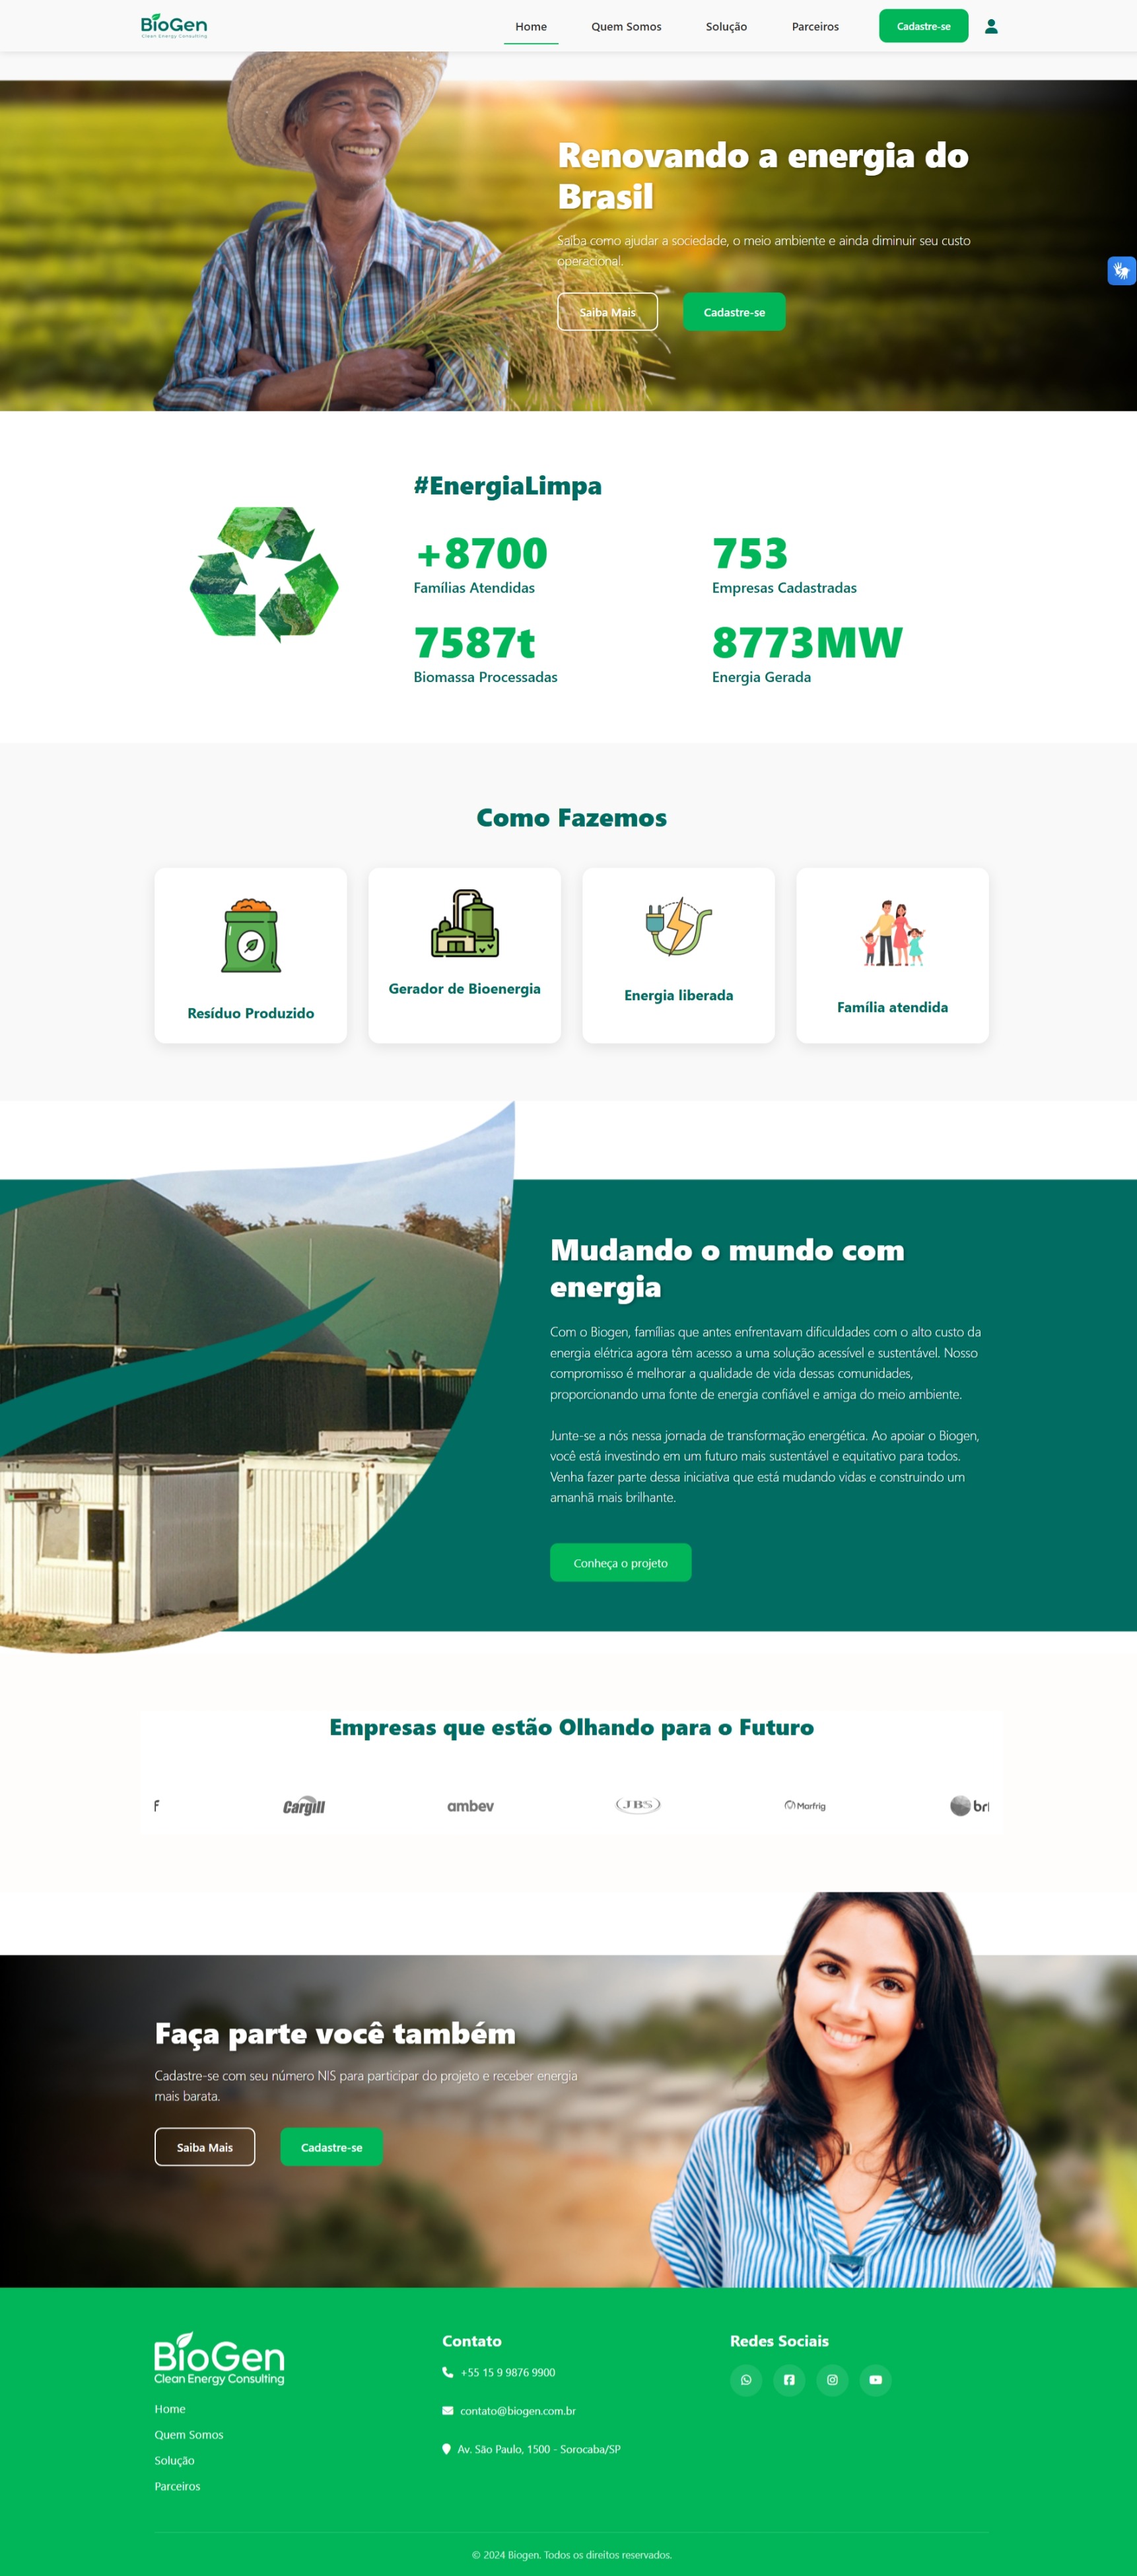 BioGen
Clean Energy Consulting
Home
Quem Somos
Solução
Parceiros
Cadastre-se
Renovando a energia do
Brasil
Saiba como ajudar a sociedade, o meio ambiente e ainda diminuir seu custo
operacional.
Saiba Mais
Cadastre-se
#EnergiaLimpa
+8700
Famílias Atendidas
753
Empresas Cadastradas
7587t
Biomassa Processadas
8773MW
Energia Gerada
Como Fazemos
Resíduo Produzido
Gerador de Bioenergia
Energia liberada
Família atendida
Mudando o mundo com
energia
Com o Biogen, famílias que antes enfrentavam dificuldades com o alto custo da
energia elétrica agora têm acesso a uma solução acessível e sustentável. Nosso
compromisso é melhorar a qualidade de vida dessas comunidades,
proporcionando uma fonte de energia confiável e amiga do meio ambiente.
Junte-se a nós nessa jornada de transformação energética. Ao apoiar o Biogen,
você está investindo em um futuro mais sustentável e equitativo para todos.
Venha fazer parte dessa iniciativa que está mudando vidas e construindo um
amanhã mais brilhante.
Conheça o projeto
Empresas que estão Olhando para o Futuro
f
Cargill
ambev
JBS
Marfrig
br
Faça parte você também
Cadastre-se com seu número NIS para participar do projeto e receber energia
mais barata.
Saiba Mais
Cadastre-se
BioGen
Clean Energy Consulting
Home
Quem Somos
Solução
Parceiros
Contato
+55 15 9 9876 9900
contato@biogen.com.br
Av. São Paulo, 1500 - Sorocaba/SP
Redes Sociais
© 2024 Biogen. Todos os direitos reservados.